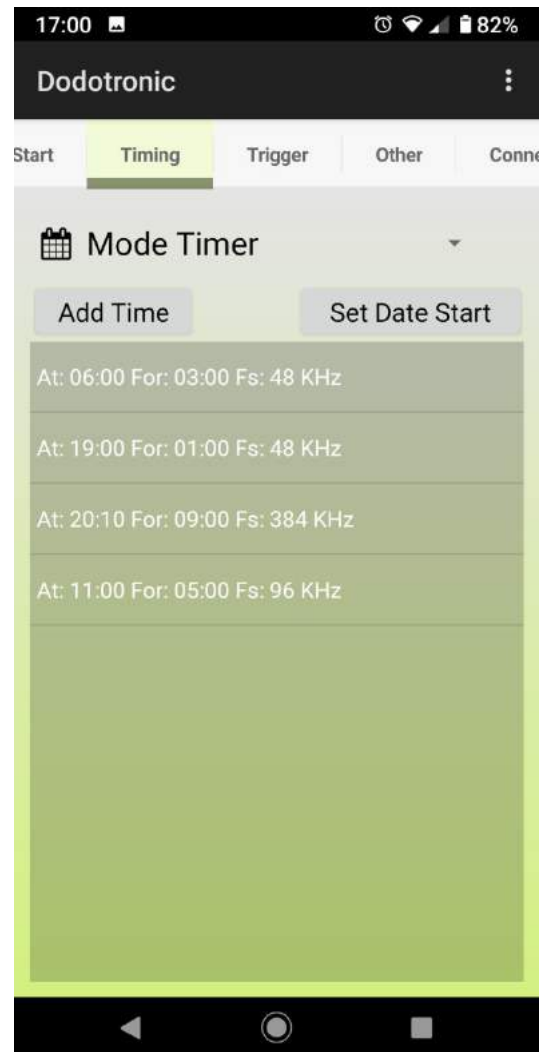 17:00 82%
Dodotronic
Start Timing Trigger Other Conne
Mode Timer
Add Time Set Date Start
At: 06:00 For: 03:00 Fs: 48 KHz
At: 19:00 For: 01:00 Fs: 48 KHz
At: 20:10 For: 09:00 Fs: 384 KHz
At: 11:00 For: 05:00 Fs: 96 KHz